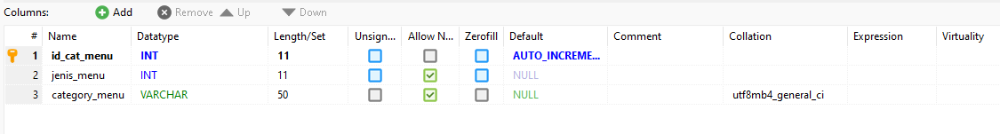 Columns: Add Remove Up Down
# Name Datatype Length/Set Unsign... Allow N... Zerofill Default Comment Collation Expression Virtuality
1 id_cat_menu INT 11 AUTO_INCREME...
2 jenis_menu INT 11 NULL
3 category_menu VARCHAR 50 NULL utf8mb4_general_ci